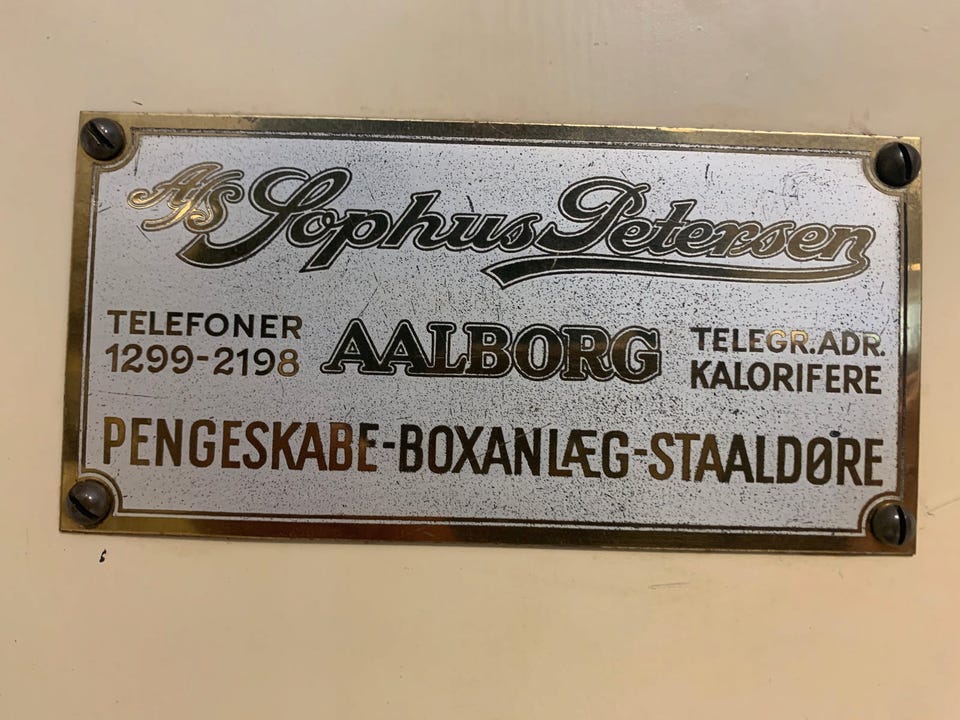 A/S Sophus Petersen
TELEFONER
1299-2198
AALBORG
TELEGR.ADR.
KALORIFERE
PENGESKABE-BOXANLÆG-STAALDØRE